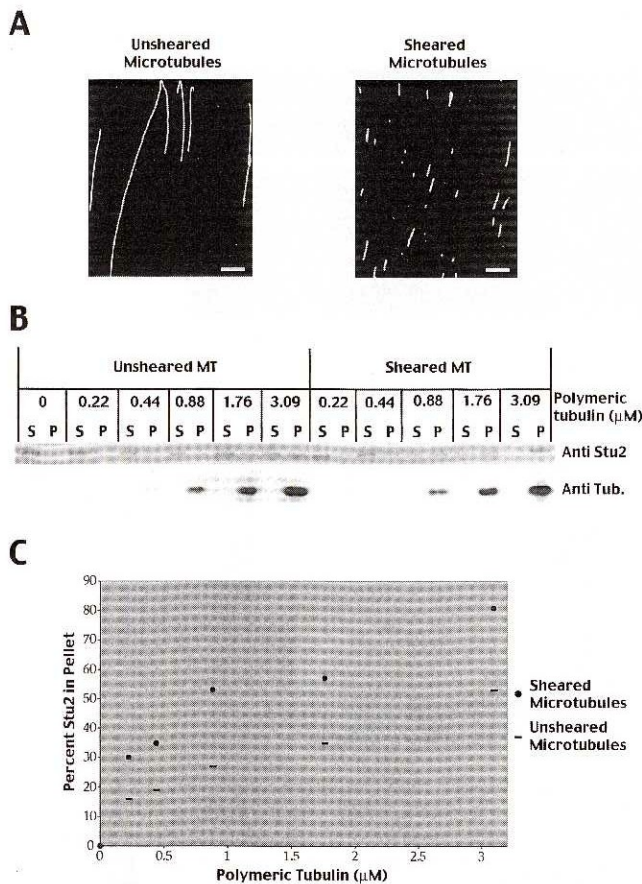 A
Unsheared
Microtubules
Sheared
Microtubules
B
Unsheared MT
Sheared MT
0 0.22 0.44 0.88 1.76 3.09 0.22 0.44 0.88 1.76 3.09
Polymeric
tubulin (μM)
S P S P S P S P S P S P S P S P S P S P S P
Anti Stu2
Anti Tub.
C
Percent Stu2 in Pellet
90
80
70
60
50
40
30
20
10
0
0 0.5 1 1.5 2 2.5 3
Polymeric Tubulin (μM)
Sheared
Microtubules
Unsheared
Microtubules